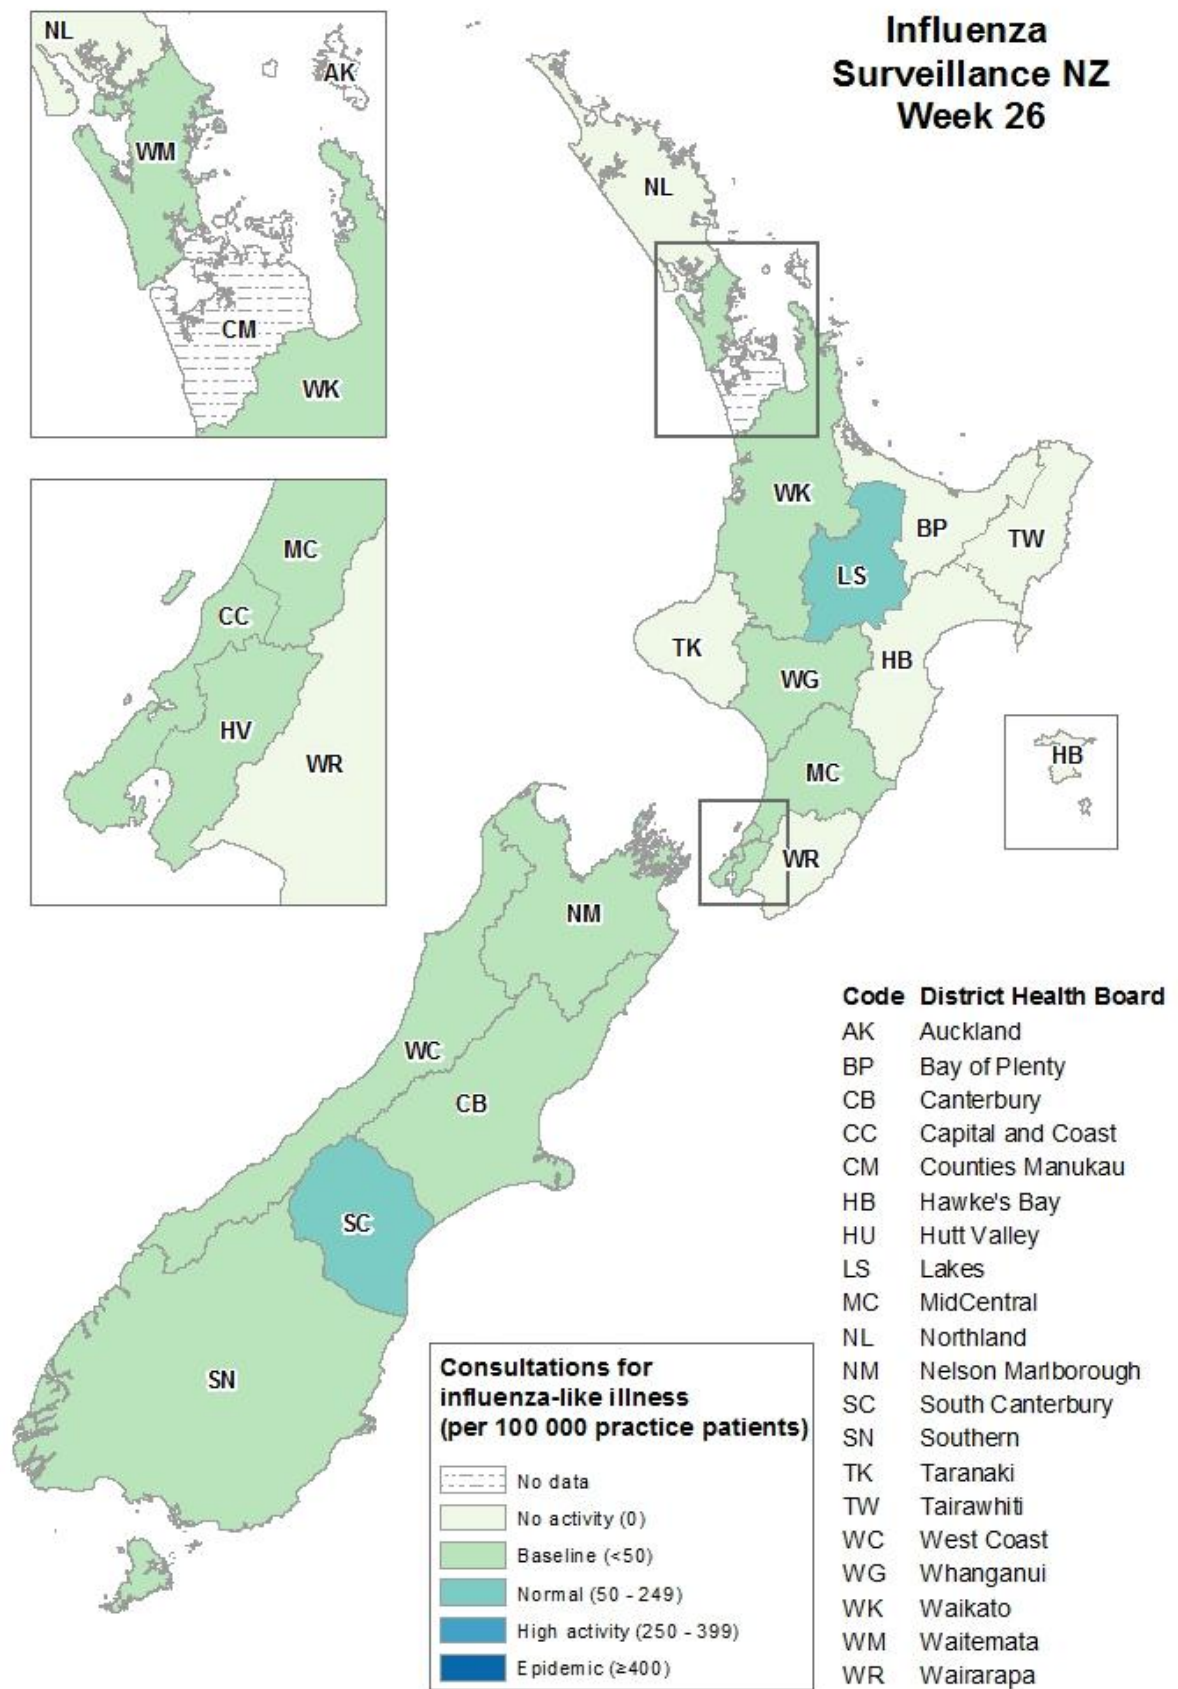 Influenza
Surveillance NZ
Week 26
NL
AK
WM
CM
WK
NL
MC
CC
HV
WR
WK
BP
TW
LS
TK
HB
WG
MC
HB
WR
NM
WC
CB
SC
SN
Code District Health Board
AK Auckland
BP Bay of Plenty
CB Canterbury
CC Capital and Coast
CM Counties Manukau
HB Hawke's Bay
HU Hutt Valley
LS Lakes
MC MidCentral
NL Northland
NM Nelson Marlborough
SC South Canterbury
SN Southern
TK Taranaki
TW Tairawhiti
WC West Coast
WG Whanganui
WK Waikato
WM Waitemata
WR Wairarapa
Consultations for
influenza-like illness
(per 100 000 practice patients)
No data
No activity (0)
Baseline (<50)
Normal (50 - 249)
High activity (250 - 399)
Epidemic (≥400)